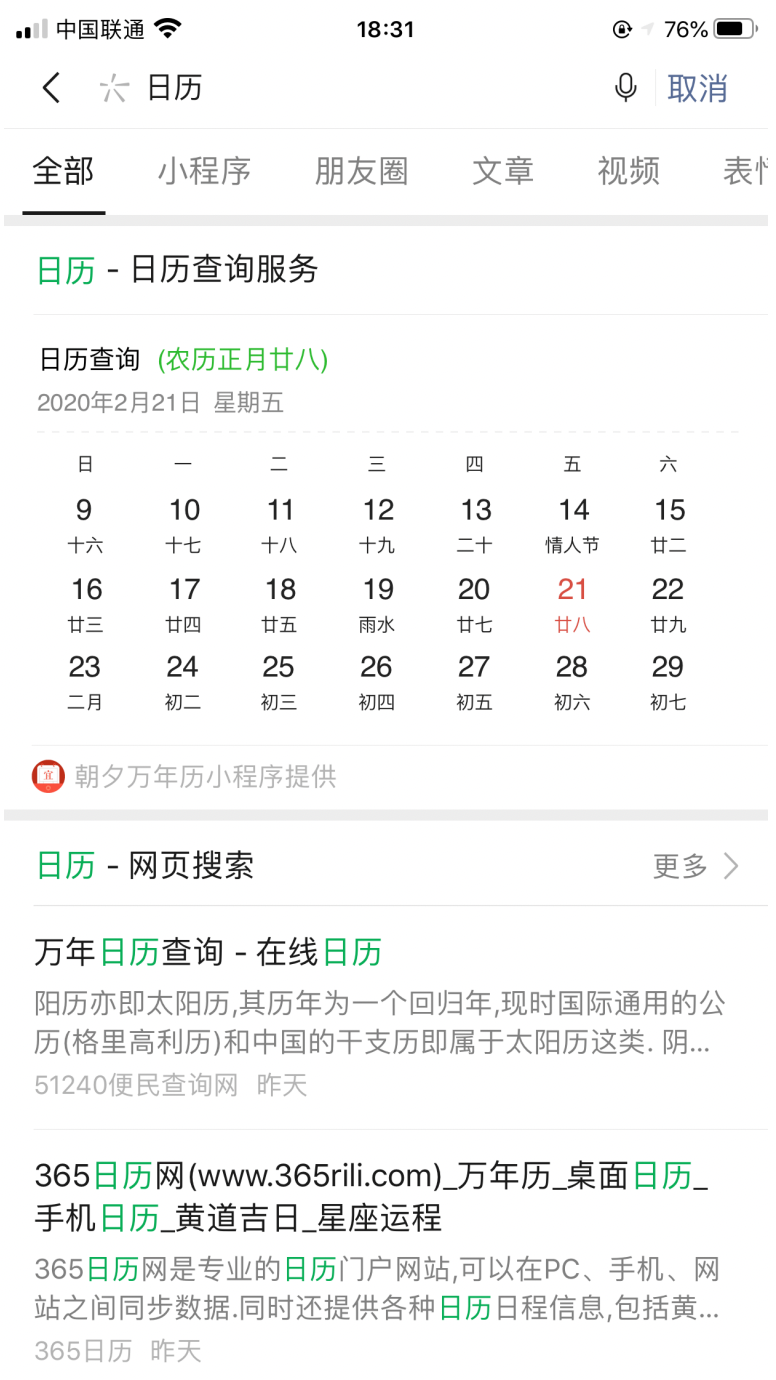 中国联通 18:31 76%
日历 取消
全部 小程序 朋友圈 文章 视频 表
日历 - 日历查询服务
日历查询 (农历正月廿八)
2020年2月21日 星期五
日 一 二 三 四 五 六
9 10 11 12 13 14 15
十六 十七 十八 十九 二十 情人节 廿二
16 17 18 19 20 21 22
廿三 廿四 廿五 雨水 廿七 廿八 廿九
23 24 25 26 27 28 29
二月 初二 初三 初四 初五 初六 初七
宜 朝夕万年历小程序提供
日历 - 网页搜索 更多
万年日历查询 - 在线日历
阳历亦即太阳历,其历年为一个回归年,现时国际通用的公
历(格里高利历)和中国的干支历即属于太阳历这类. 阴...
51240便民查询网 昨天
365日历网(www.365rili.com)_万年历_桌面日历_
手机日历_黄道吉日_星座运程
365日历网是专业的日历门户网站,可以在PC、手机、网
站之间同步数据.同时还提供各种日历日程信息,包括黄...
365日历 昨天